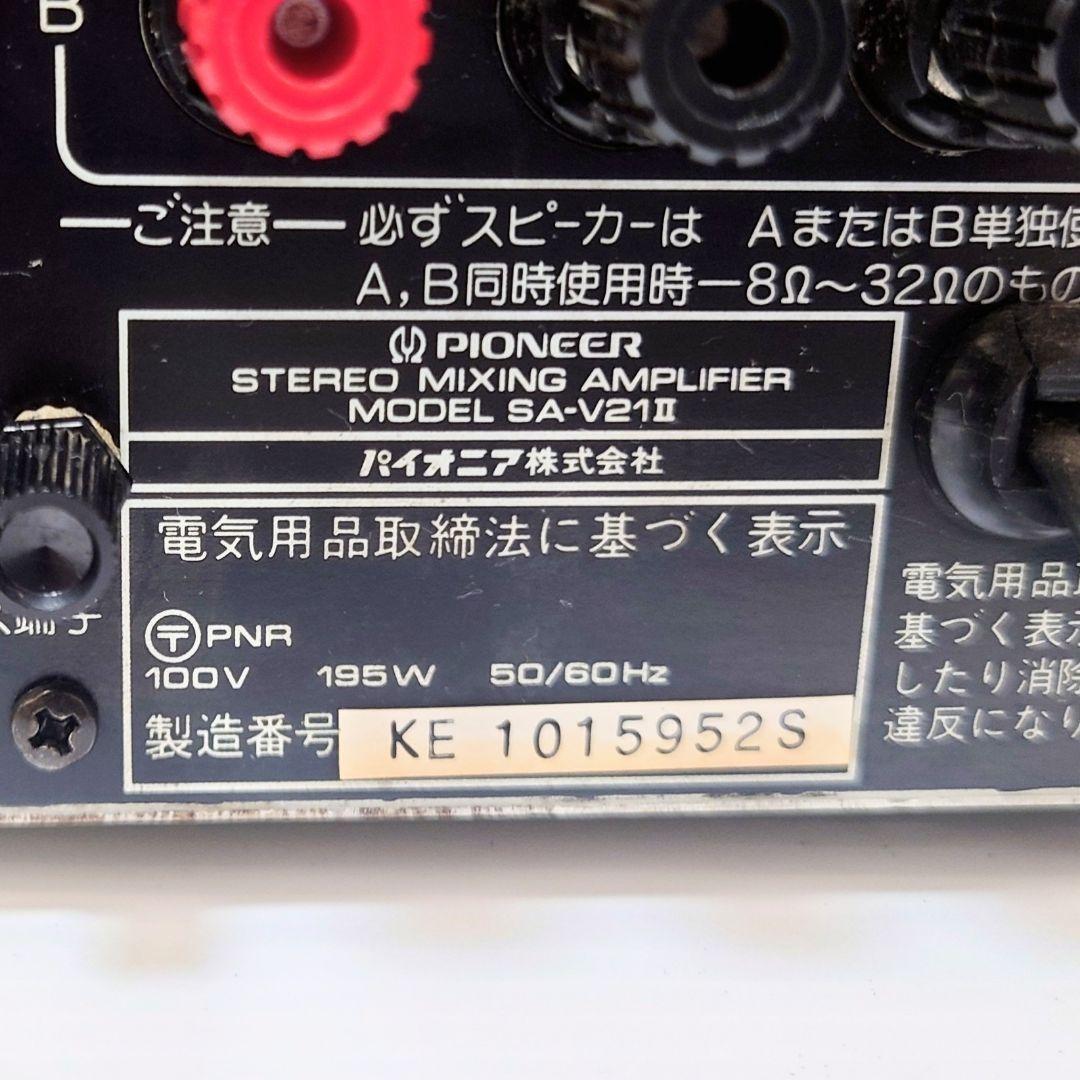 B
ご注意 必ずスピーカーは AまたはB単独使
A,B同時使用時ー8Ω〜32Ωのもの
PIONEER
STEREO MIXING AMPLIFIER
MODEL SA-V21II
パイオニア株式会社
電気用品取締法に基づく表示
〒PNR
100V 195W 50/60Hz
製造番号 KE 1015952S
端子
電気用品
基づく表示
したり消除
違反になり